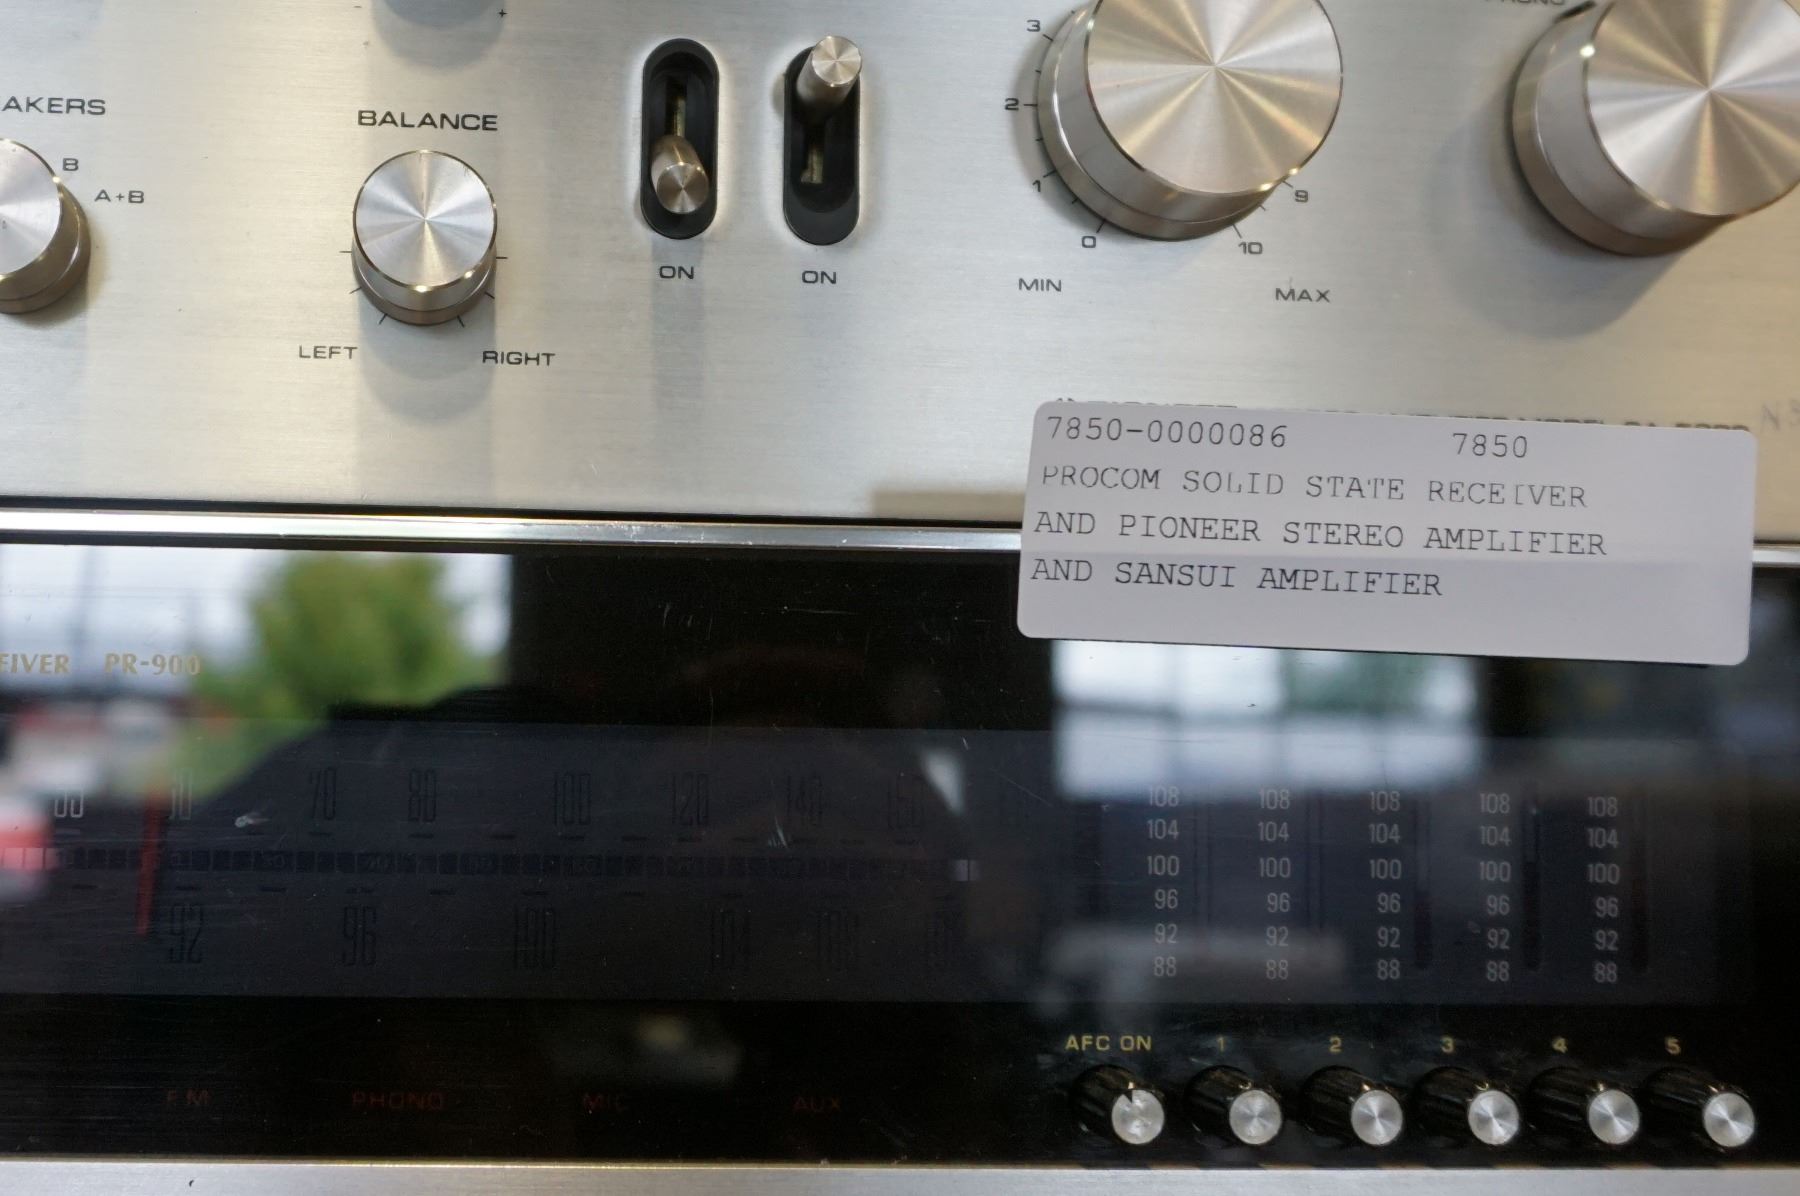 PHONO
3
AKERS
2
BALANCE
B
A+B
1
9
0
10
ON
ON
MIN
MAX
LEFT
RIGHT
7850-0000086 7850
PROCOM SOLID STATE RECEIVER
AND PIONEER STEREO AMPLIFIER
AND SANSUI AMPLIFIER
EIVER PR-900
70 80 100 120 140
92 96 100
108 108 108 108 108
104 104 104 104 104
100 100 100 100 100
96 96 96 96 96
92 92 92 92 92
88 88 88 88 88
AFC ON 1 2 3 4 5
FM PHONO MIC AUX